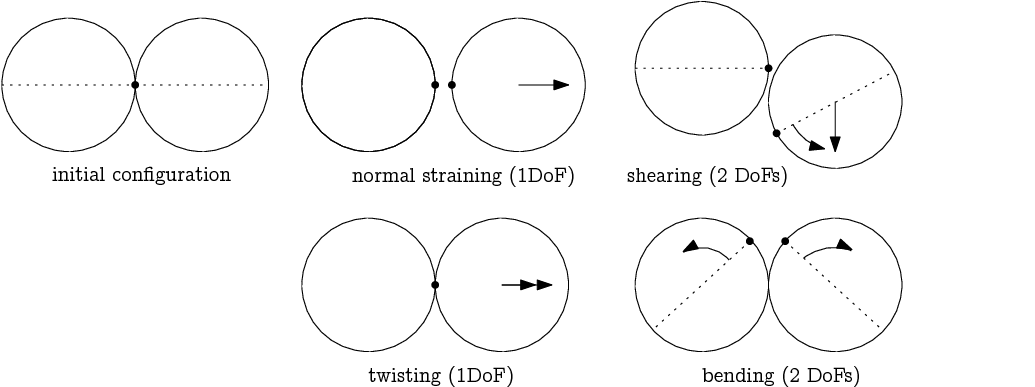 initial configuration
normal straining (1DoF)
shearing (2 DoFs)
twisting (1DoF)
bending (2 DoFs)